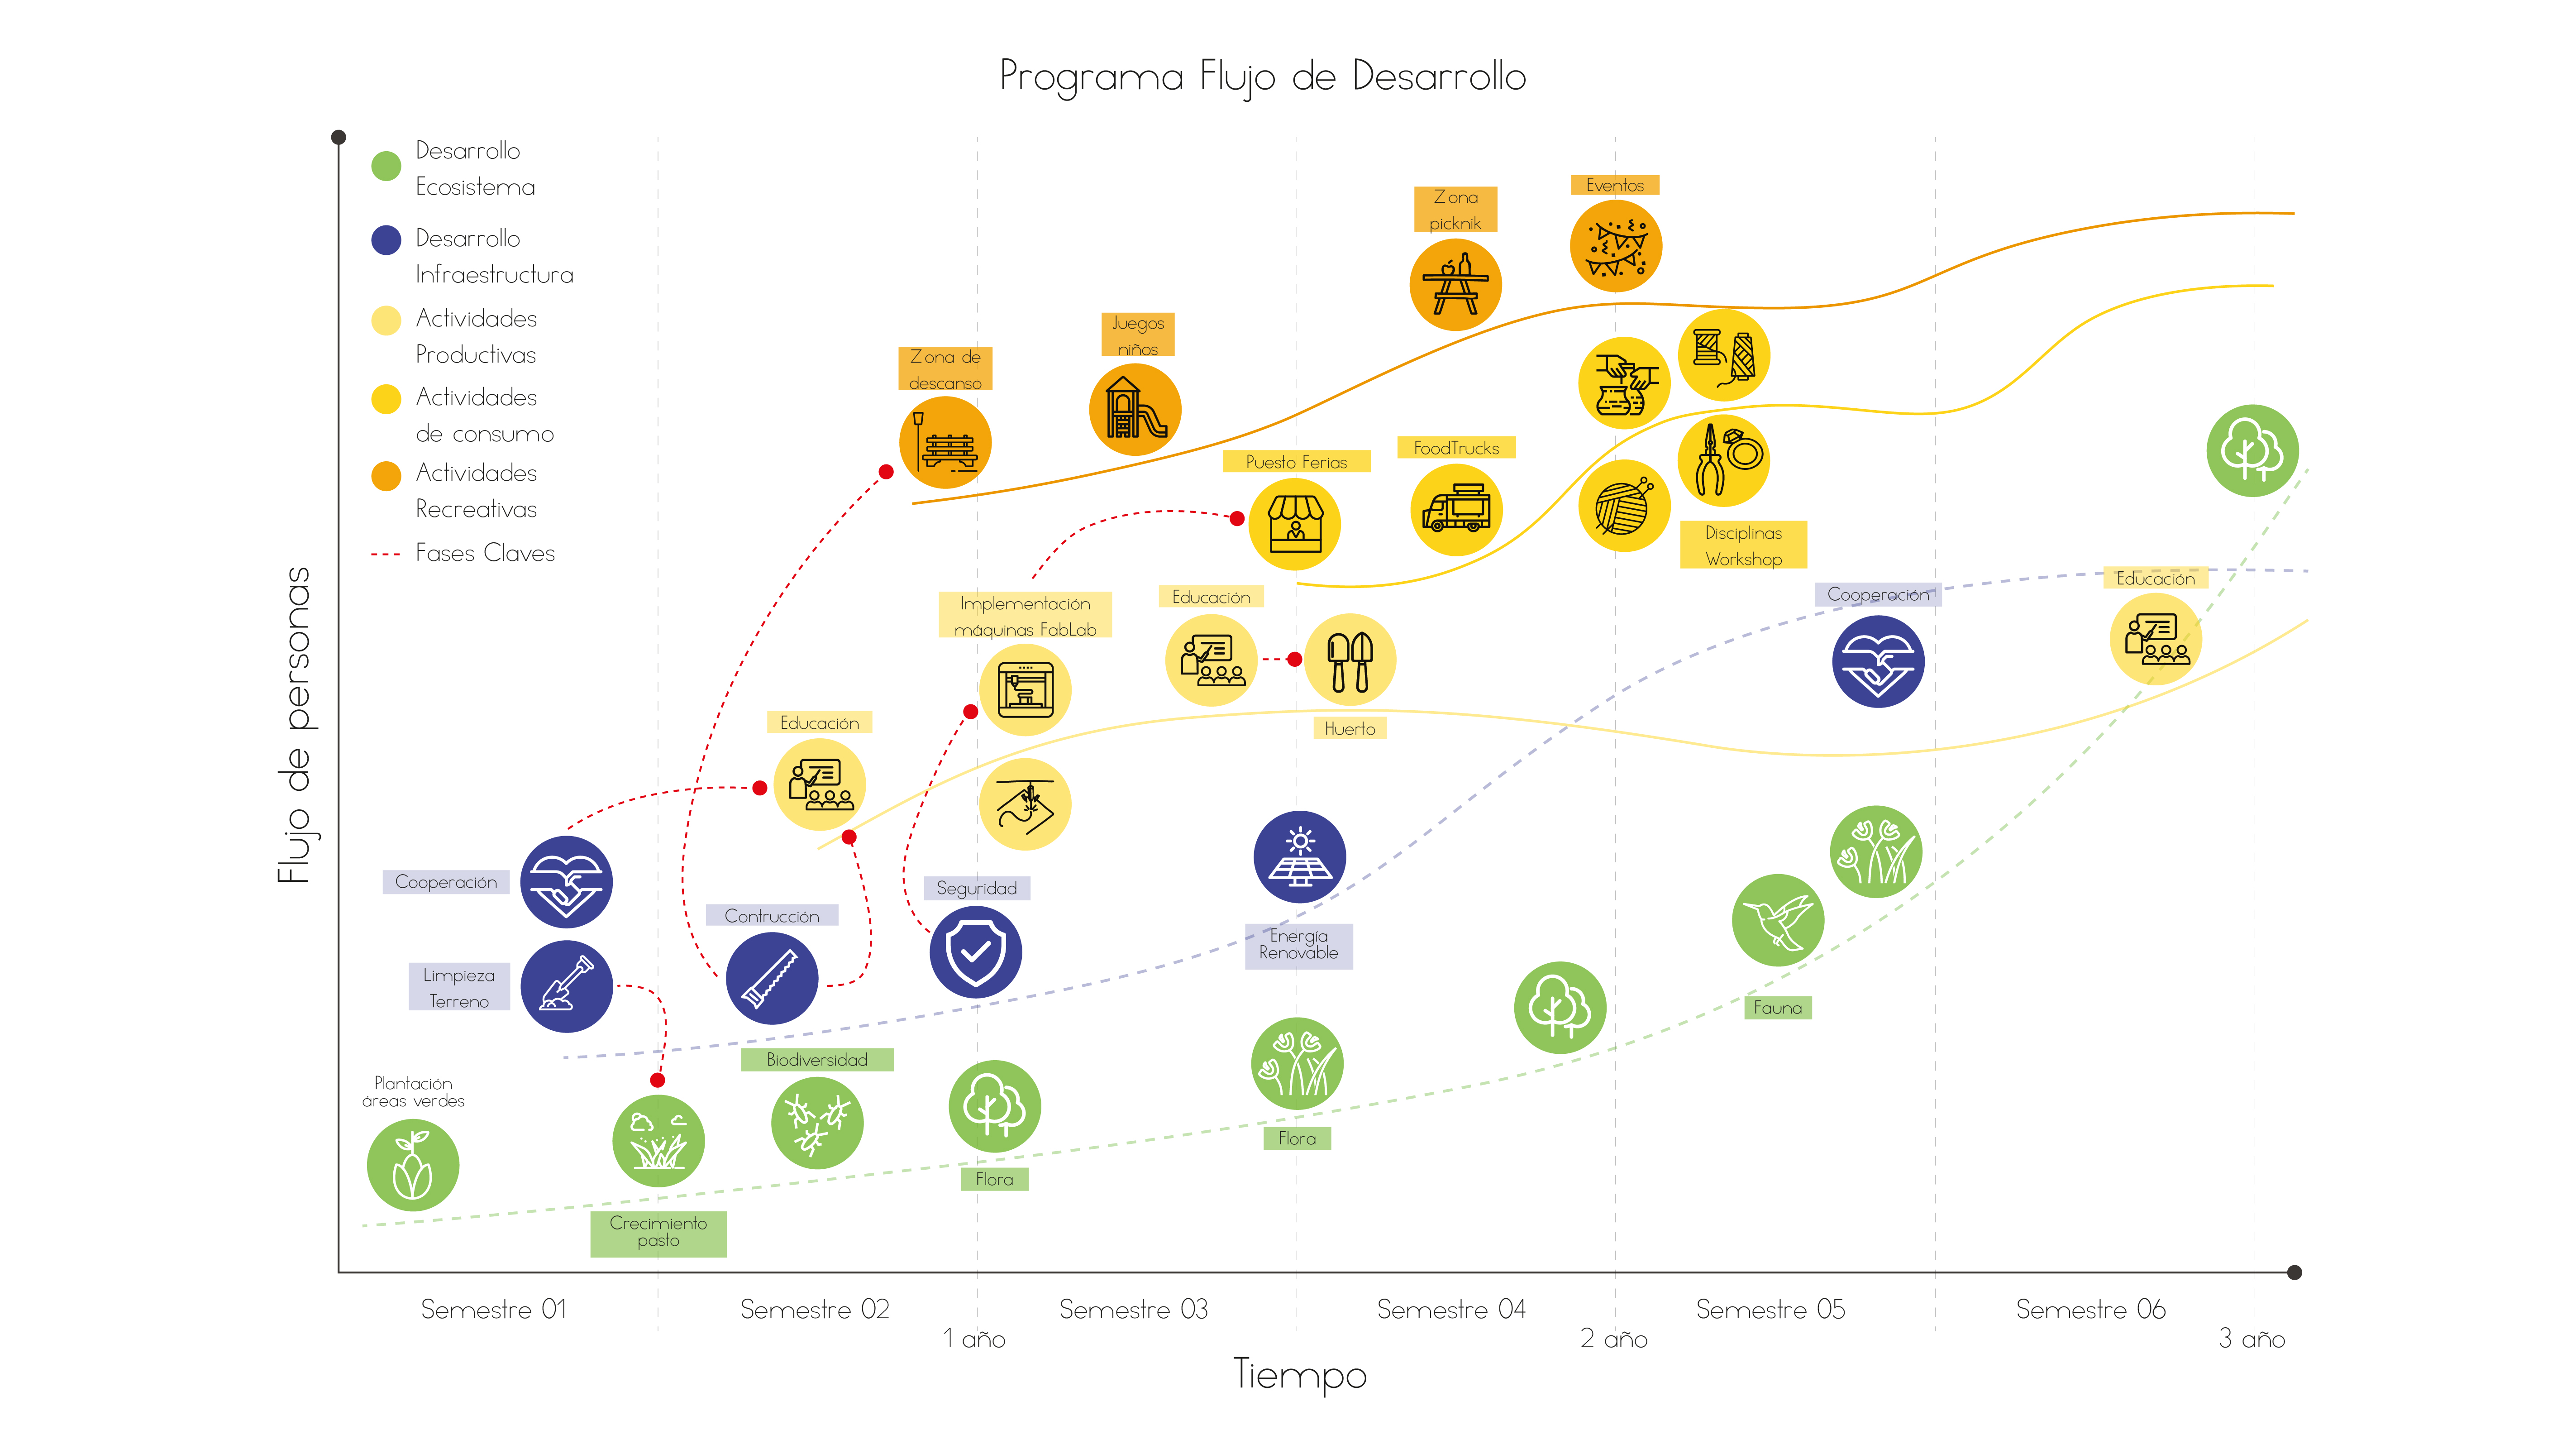 Programa Flujo de Desarrollo
Desarrollo
Ecosistema
Desarrollo
Infraestructura
Actividades
Productivas
Actividades
de consumo
Actividades
Recreativas
Fases Claves
Flujo de personas
Zona
picknik
Eventos
Juegos
niños
Zona de
descanso
Puesto Ferias
FoodTrucks
Disciplinas
Workshop
Implementación
máquinas FabLab
Educación
Huerto
Cooperación
Educación
Educación
Cooperación
Limpieza
Terreno
Contrucción
Seguridad
Energía
Renovable
Plantación
áreas verdes
Crecimiento
pasto
Biodiversidad
Flora
Flora
Fauna
Semestre 01
Semestre 02
Semestre 03
Semestre 04
Semestre 05
Semestre 06
1 año
2 año
3 año
Tiempo